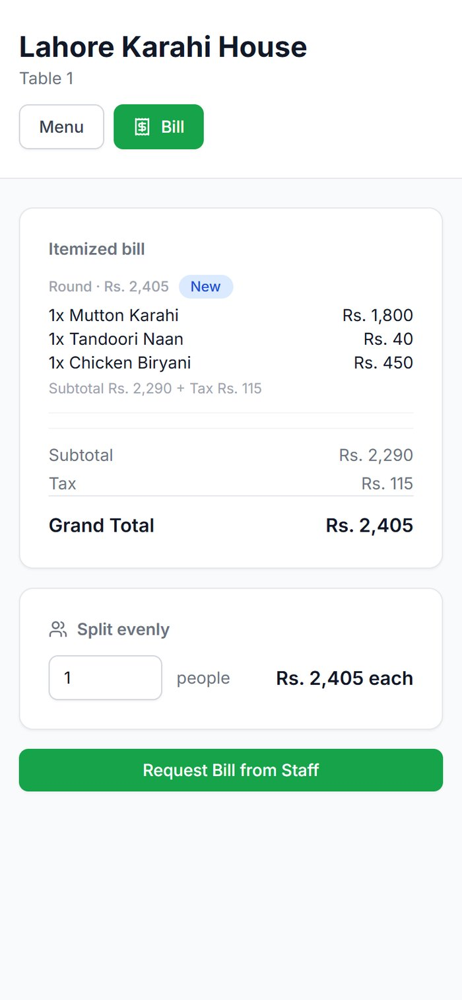 Lahore Karahi House
Table 1
Menu
Bill
Itemized bill
Round · Rs. 2,405 New
1x Mutton Karahi Rs. 1,800
1x Tandoori Naan Rs. 40
1x Chicken Biryani Rs. 450
Subtotal Rs. 2,290 + Tax Rs. 115
Subtotal Rs. 2,290
Tax Rs. 115
Grand Total Rs. 2,405
Split evenly
1 people Rs. 2,405 each
Request Bill from Staff